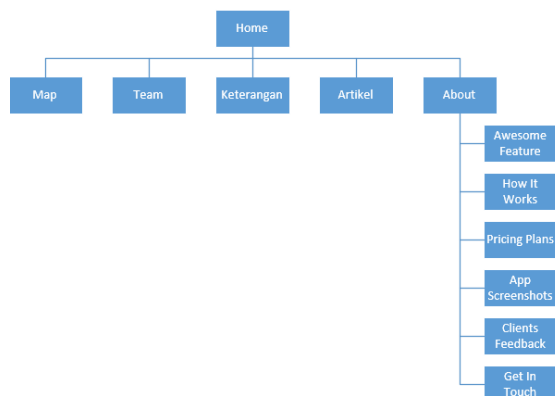 Home
Map
Team
Keterangan
Artikel
About
Awesome
Feature
How It
Works
Pricing Plans
App
Screenshots
Clients
Feedback
Get In
Touch